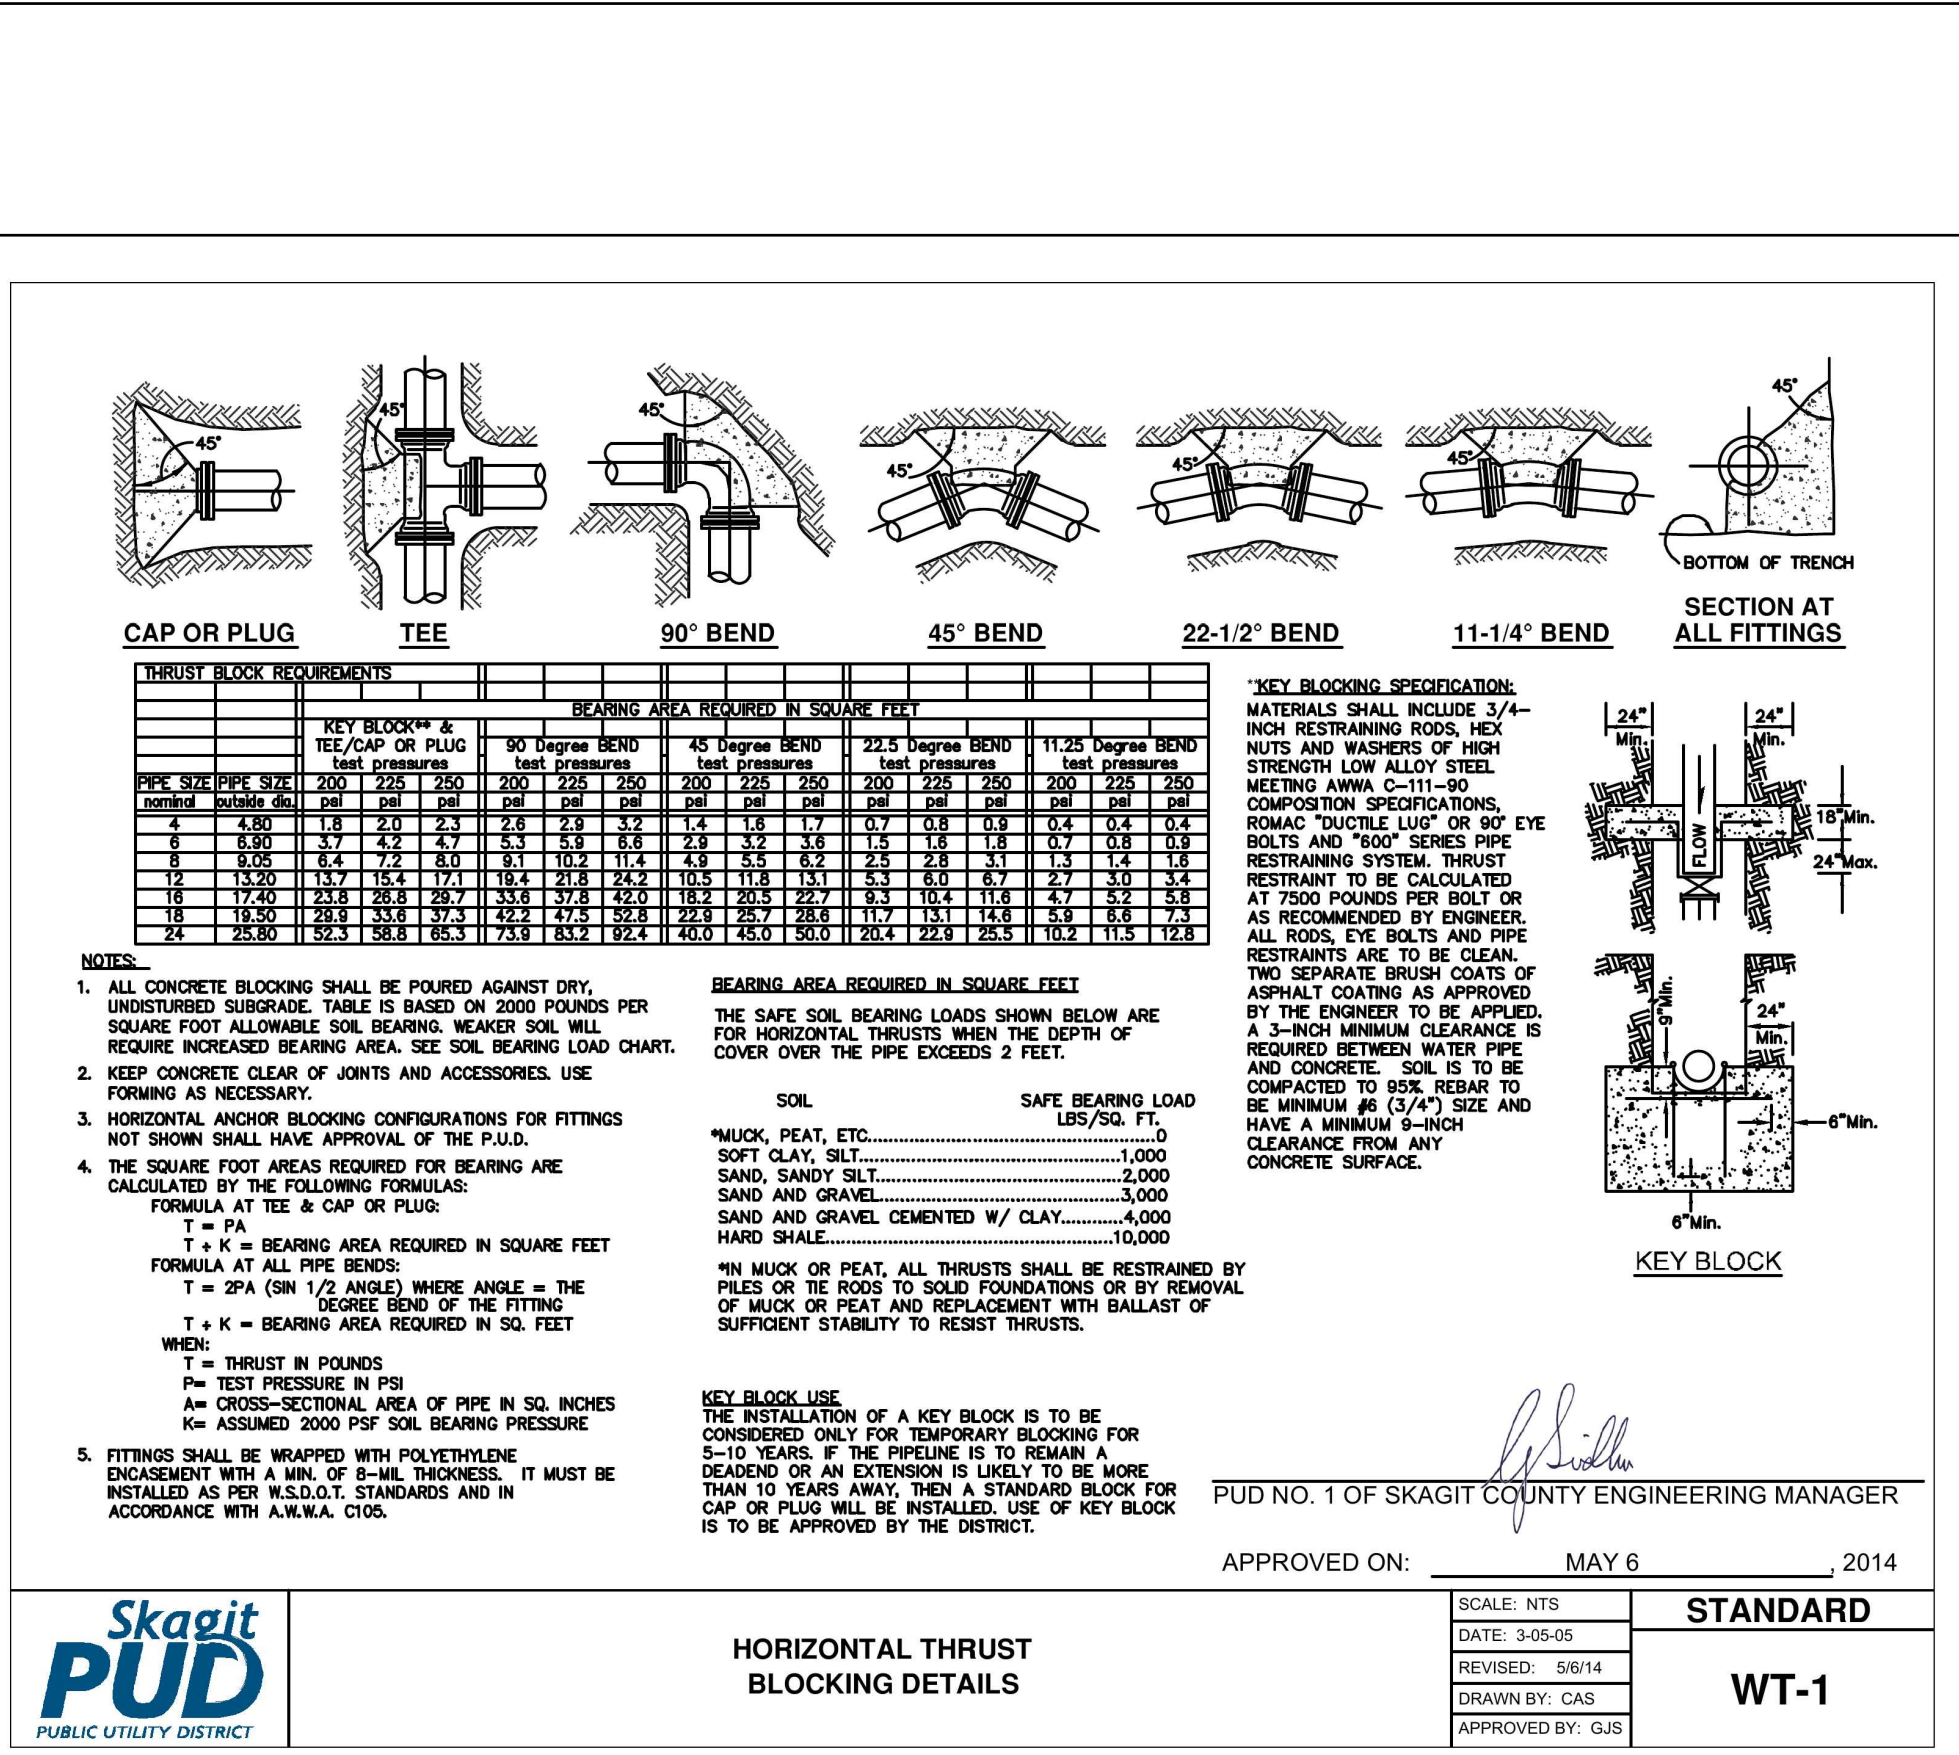 45°
45°
45°
45°
45°
45°
45°
BOTTOM OF TRENCH
CAP OR PLUG
TEE
90° BEND
45° BEND
22-1/2° BEND
11-1/4° BEND
SECTION AT
ALL FITTINGS
THRUST BLOCK REQUIREMENTS
BEARING AREA REQUIRED IN SQUARE FEET
KEY BLOCK** &
TEE/CAP OR PLUG 90 Degree BEND 45 Degree BEND 22.5 Degree BEND 11.25 Degree BEND
test pressures test pressures test pressures test pressures test pressures
PIPE SIZE PIPE SIZE 200 225 250 200 225 250 200 225 250 200 225 250 200 225 250
nominal outside dia. psi psi psi psi psi psi psi psi psi psi psi psi psi psi psi
4 4.80 1.8 2.0 2.3 2.6 2.9 3.2 1.4 1.6 1.7 0.7 0.8 0.9 0.4 0.4 0.4
6 6.90 3.7 4.2 4.7 5.3 5.9 6.6 2.9 3.2 3.6 1.5 1.6 1.8 0.7 0.8 0.9
8 9.05 6.4 7.2 8.0 9.1 10.2 11.4 4.9 5.5 6.2 2.5 2.8 3.1 1.3 1.4 1.6
12 13.20 13.7 15.4 17.1 19.4 21.8 24.2 10.5 11.8 13.1 5.3 6.0 6.7 2.7 3.0 3.4
16 17.40 23.8 26.8 29.7 33.6 37.8 42.0 18.2 20.5 22.7 9.3 10.4 11.6 4.7 5.2 5.8
18 19.50 29.9 33.6 37.3 42.2 47.5 52.8 22.9 25.7 28.6 11.7 13.1 14.6 5.9 6.6 7.3
24 25.80 52.3 58.8 65.3 73.9 83.2 92.4 40.0 45.0 50.0 20.4 22.9 25.5 10.2 11.5 12.8
NOTES:
1. ALL CONCRETE BLOCKING SHALL BE POURED AGAINST DRY,
UNDISTURBED SUBGRADE. TABLE IS BASED ON 2000 POUNDS PER
SQUARE FOOT ALLOWABLE SOIL BEARING. WEAKER SOIL WILL
REQUIRE INCREASED BEARING AREA. SEE SOIL BEARING LOAD CHART.
2. KEEP CONCRETE CLEAR OF JOINTS AND ACCESSORIES. USE
FORMING AS NECESSARY.
3. HORIZONTAL ANCHOR BLOCKING CONFIGURATIONS FOR FITTINGS
NOT SHOWN SHALL HAVE APPROVAL OF THE P.U.D.
4. THE SQUARE FOOT AREAS REQUIRED FOR BEARING ARE
CALCULATED BY THE FOLLOWING FORMULAS:
FORMULA AT TEE & CAP OR PLUG:
T = PA
T ÷ K = BEARING AREA REQUIRED IN SQUARE FEET
FORMULA AT ALL PIPE BENDS:
T = 2PA (SIN 1/2 ANGLE) WHERE ANGLE = THE
DEGREE BEND OF THE FITTING
T ÷ K = BEARING AREA REQUIRED IN SQ. FEET
WHEN:
T = THRUST IN POUNDS
P= TEST PRESSURE IN PSI
A= CROSS-SECTIONAL AREA OF PIPE IN SQ. INCHES
K= ASSUMED 2000 PSF SOIL BEARING PRESSURE
5. FITTINGS SHALL BE WRAPPED WITH POLYETHYLENE
ENCASEMENT WITH A MIN. OF 8-MIL THICKNESS. IT MUST BE
INSTALLED AS PER W.S.D.O.T. STANDARDS AND IN
ACCORDANCE WITH A.W.W.A. C105.
BEARING AREA REQUIRED IN SQUARE FEET
THE SAFE SOIL BEARING LOADS SHOWN BELOW ARE
FOR HORIZONTAL THRUSTS WHEN THE DEPTH OF
COVER OVER THE PIPE EXCEEDS 2 FEET.
SOIL SAFE BEARING LOAD
LBS/SQ. FT.
*MUCK, PEAT, ETC...........0
SOFT CLAY, SILT...........1,000
SAND, SANDY SILT...........2,000
SAND AND GRAVEL...........3,000
SAND AND GRAVEL CEMENTED W/ CLAY............4,000
HARD SHALE...........10,000
*IN MUCK OR PEAT, ALL THRUSTS SHALL BE RESTRAINED BY
PILES OR TIE RODS TO SOLID FOUNDATIONS OR BY REMOVAL
OF MUCK OR PEAT AND REPLACEMENT WITH BALLAST OF
SUFFICIENT STABILITY TO RESIST THRUSTS.
KEY BLOCK USE
THE INSTALLATION OF A KEY BLOCK IS TO BE
CONSIDERED ONLY FOR TEMPORARY BLOCKING FOR
5-10 YEARS. IF THE PIPELINE IS TO REMAIN A
DEADEND OR AN EXTENSION IS LIKELY TO BE MORE
THAN 10 YEARS AWAY, THEN A STANDARD BLOCK FOR
CAP OR PLUG WILL BE INSTALLED. USE OF KEY BLOCK
IS TO BE APPROVED BY THE DISTRICT.
**KEY BLOCKING SPECIFICATION:
MATERIALS SHALL INCLUDE 3/4-
INCH RESTRAINING RODS, HEX
NUTS AND WASHERS OF HIGH
STRENGTH LOW ALLOY STEEL
MEETING AWWA C-111-90
COMPOSITION SPECIFICATIONS,
ROMAC "DUCTILE LUG" OR 90° EYE
BOLTS AND "600" SERIES PIPE
RESTRAINING SYSTEM. THRUST
RESTRAINT TO BE CALCULATED
AT 7500 POUNDS PER BOLT OR
AS RECOMMENDED BY ENGINEER.
ALL RODS, EYE BOLTS AND PIPE
RESTRAINTS ARE TO BE CLEAN.
TWO SEPARATE BRUSH COATS OF
ASPHALT COATING AS APPROVED
BY THE ENGINEER TO BE APPLIED.
A 3-INCH MINIMUM CLEARANCE IS
REQUIRED BETWEEN WATER PIPE
AND CONCRETE. SOIL IS TO BE
COMPACTED TO 95%. REBAR TO
BE MINIMUM #6 (3/4") SIZE AND
HAVE A MINIMUM 9-INCH
CLEARANCE FROM ANY
CONCRETE SURFACE.
24"
Min.
24"
Min.
FLOW
18"Min.
24"Max.
9"Min.
24"
Min.
6"Min.
6"Min.
KEY BLOCK
PUD NO. 1 OF SKAGIT COUNTY ENGINEERING MANAGER
APPROVED ON: MAY 6, 2014
Skagit
PUD
PUBLIC UTILITY DISTRICT
HORIZONTAL THRUST
BLOCKING DETAILS
SCALE: NTS
DATE: 3-05-05
REVISED: 5/6/14
DRAWN BY: CAS
APPROVED BY: GJS
STANDARD
WT-1